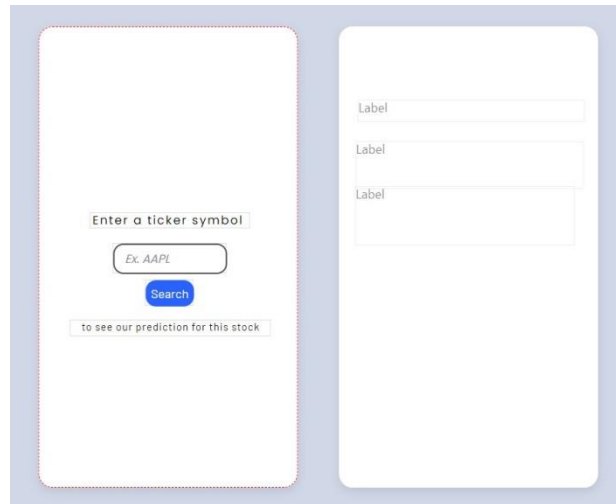 Enter a ticker symbol
Ex. AAPL
Search
to see our prediction for this stock
Label
Label
Label